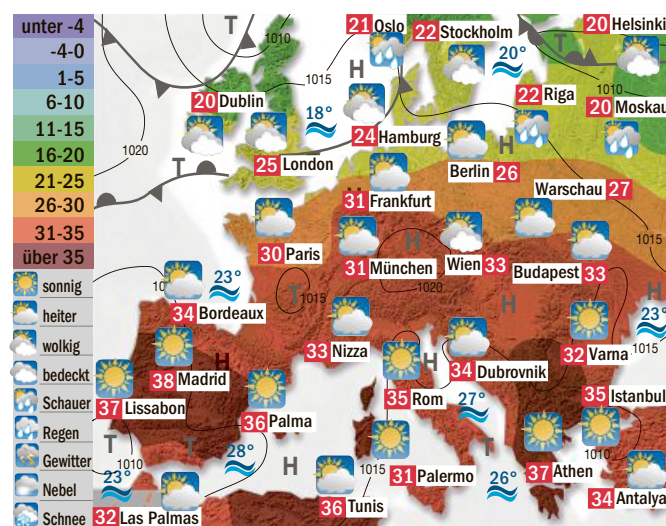 unter -4
-4-0
1-5
6-10
11-15
16-20
21-25
26-30
31-35
über 35
sonnig
heiter
wolkig
bedeckt
Schauer
Regen
Gewitter
Nebel
Schnee
21 Oslo
22 Stockholm
20 Helsinki
T
1010
20°
T
1015
H
1010
20 Dublin
18°
22 Riga
20 Moskau
1020
24 Hamburg
H
T
25 London
Berlin 26
31 Frankfurt
Warschau 27
H
30 Paris
H
31 München
Wien 33
Budapest 33
1015
T
1015
1020
23°
H
H
23°
34 Bordeaux
1015
33 Nizza
34 Dubrovnik
32 Varna
H
H
38 Madrid
37 Lissabon
35 Rom
35 Istanbul
36 Palma
27°
T
T
T
1010
28°
H
1015
1010
23°
31 Palermo
26°
37 Athen
32 Las Palmas
36 Tunis
34 Antalya